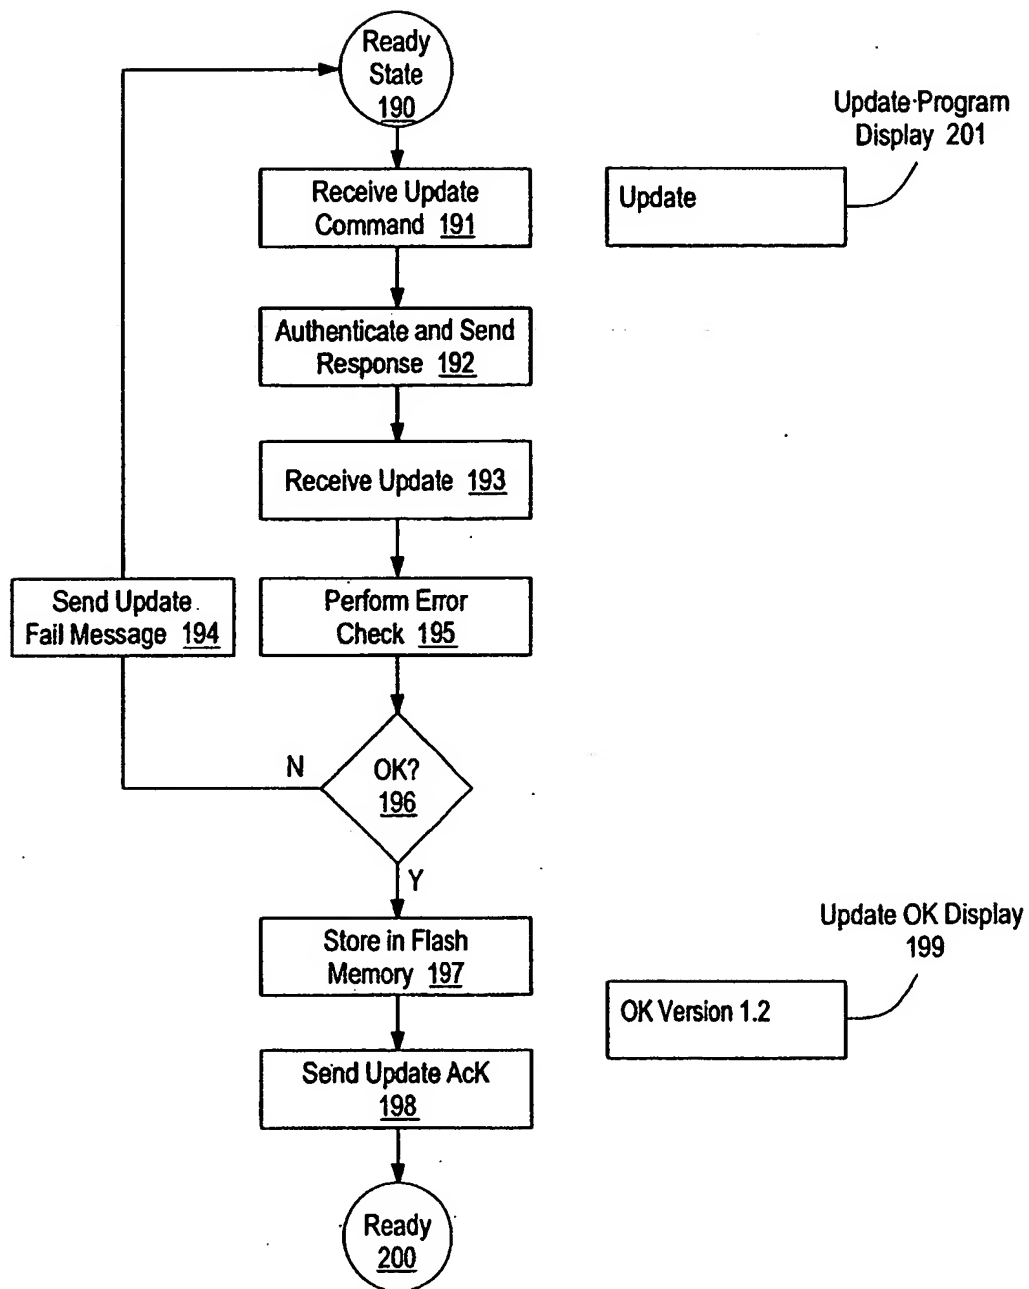 Ready
State
190
Update Program
Display 201
Receive Update
Command 191
Update
Authenticate and Send
Response 192
Receive Update 193
Send Update
Fail Message 194
Perform Error
Check 195
N
OK?
196
Y
Update OK Display
199
Store in Flash
Memory 197
OK Version 1.2
Send Update AcK
198
Ready
200